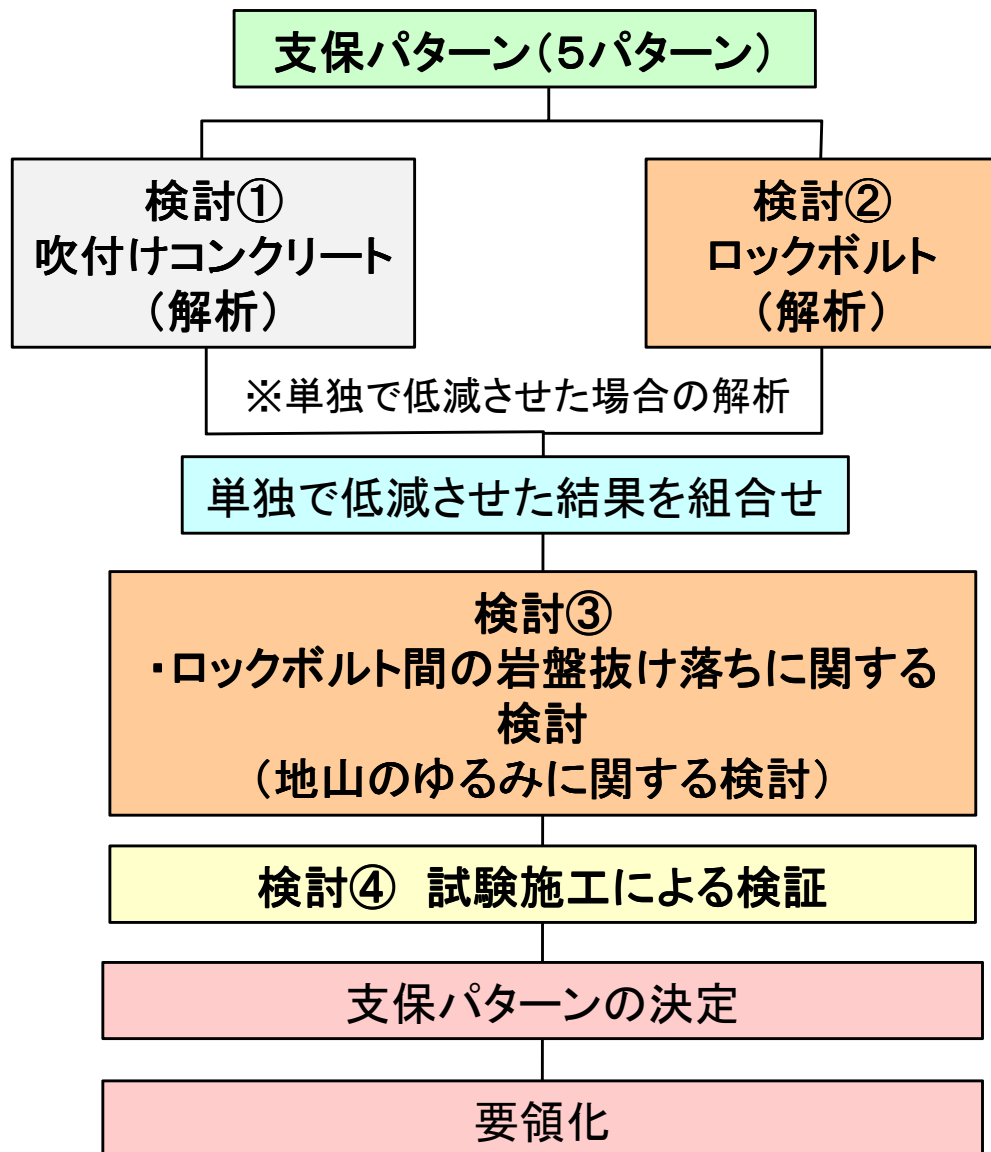 支保パターン（５パターン）
検討①
吹付けコンクリート
（解析）
検討②
ロックボルト
（解析）
※単独で低減させた場合の解析
単独で低減させた結果を組合せ
検討③
・ロックボルト間の岩盤抜け落ちに関する
検討
（地山のゆるみに関する検討）
検討④　試験施工による検証
支保パターンの決定
要領化